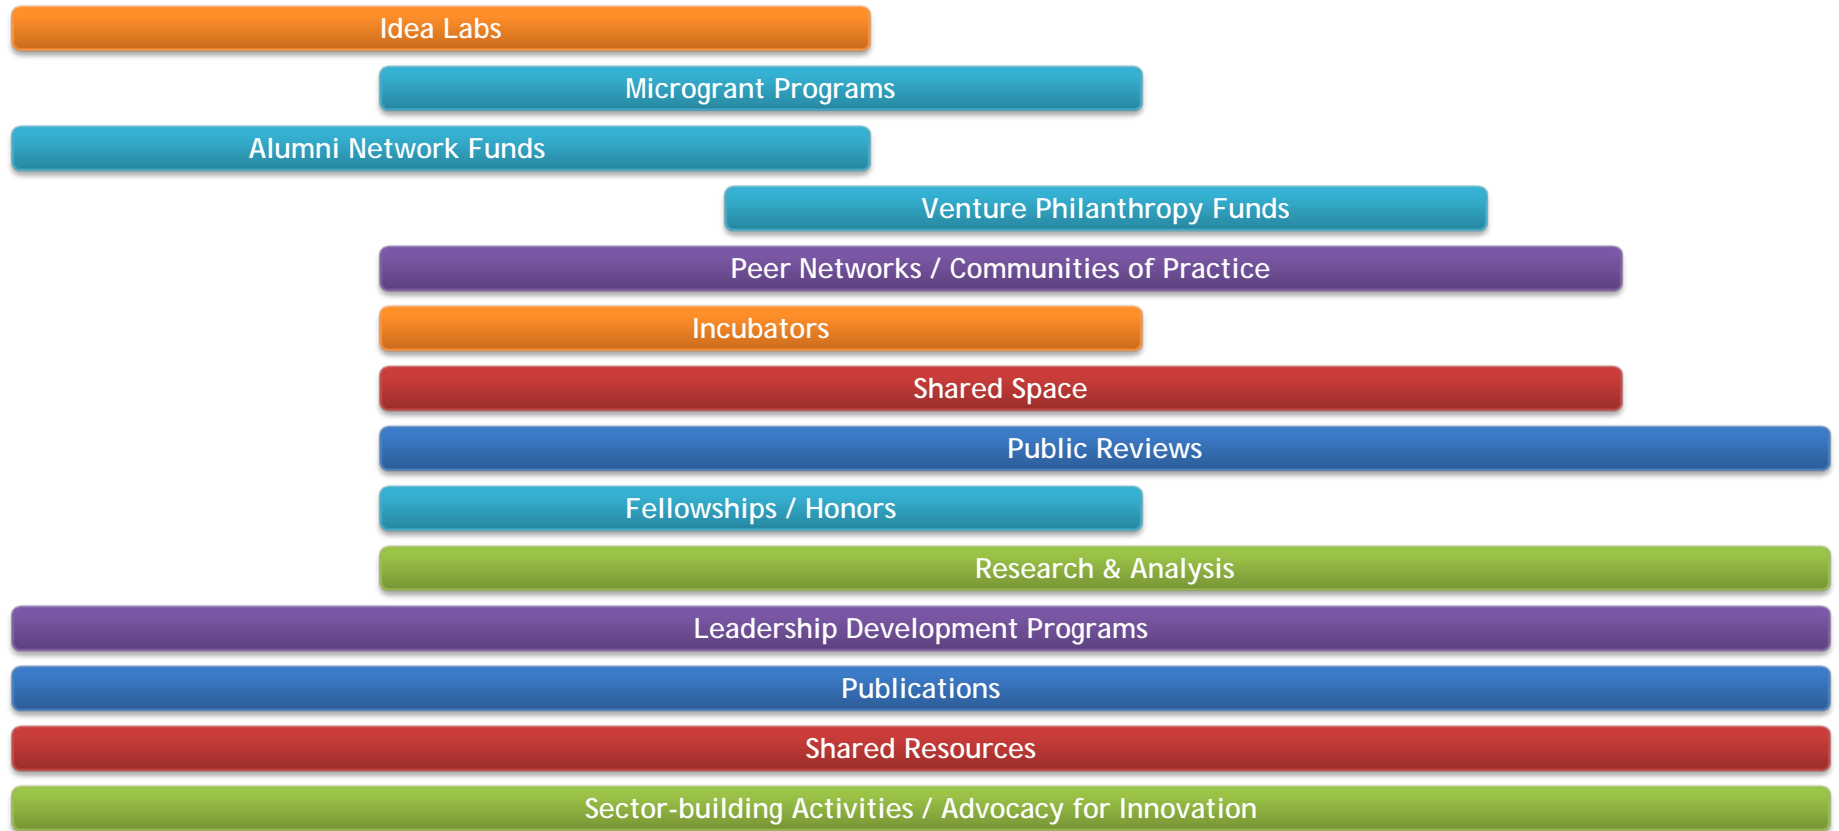 Idea Labs
Microgrant Programs
Alumni Network Funds
Venture Philanthropy Funds
Peer Networks / Communities of Practice
Incubators
Shared Space
Public Reviews
Fellowships / Honors
Research & Analysis
Leadership Development Programs
Publications
Shared Resources
Sector-building Activities / Advocacy for Innovation